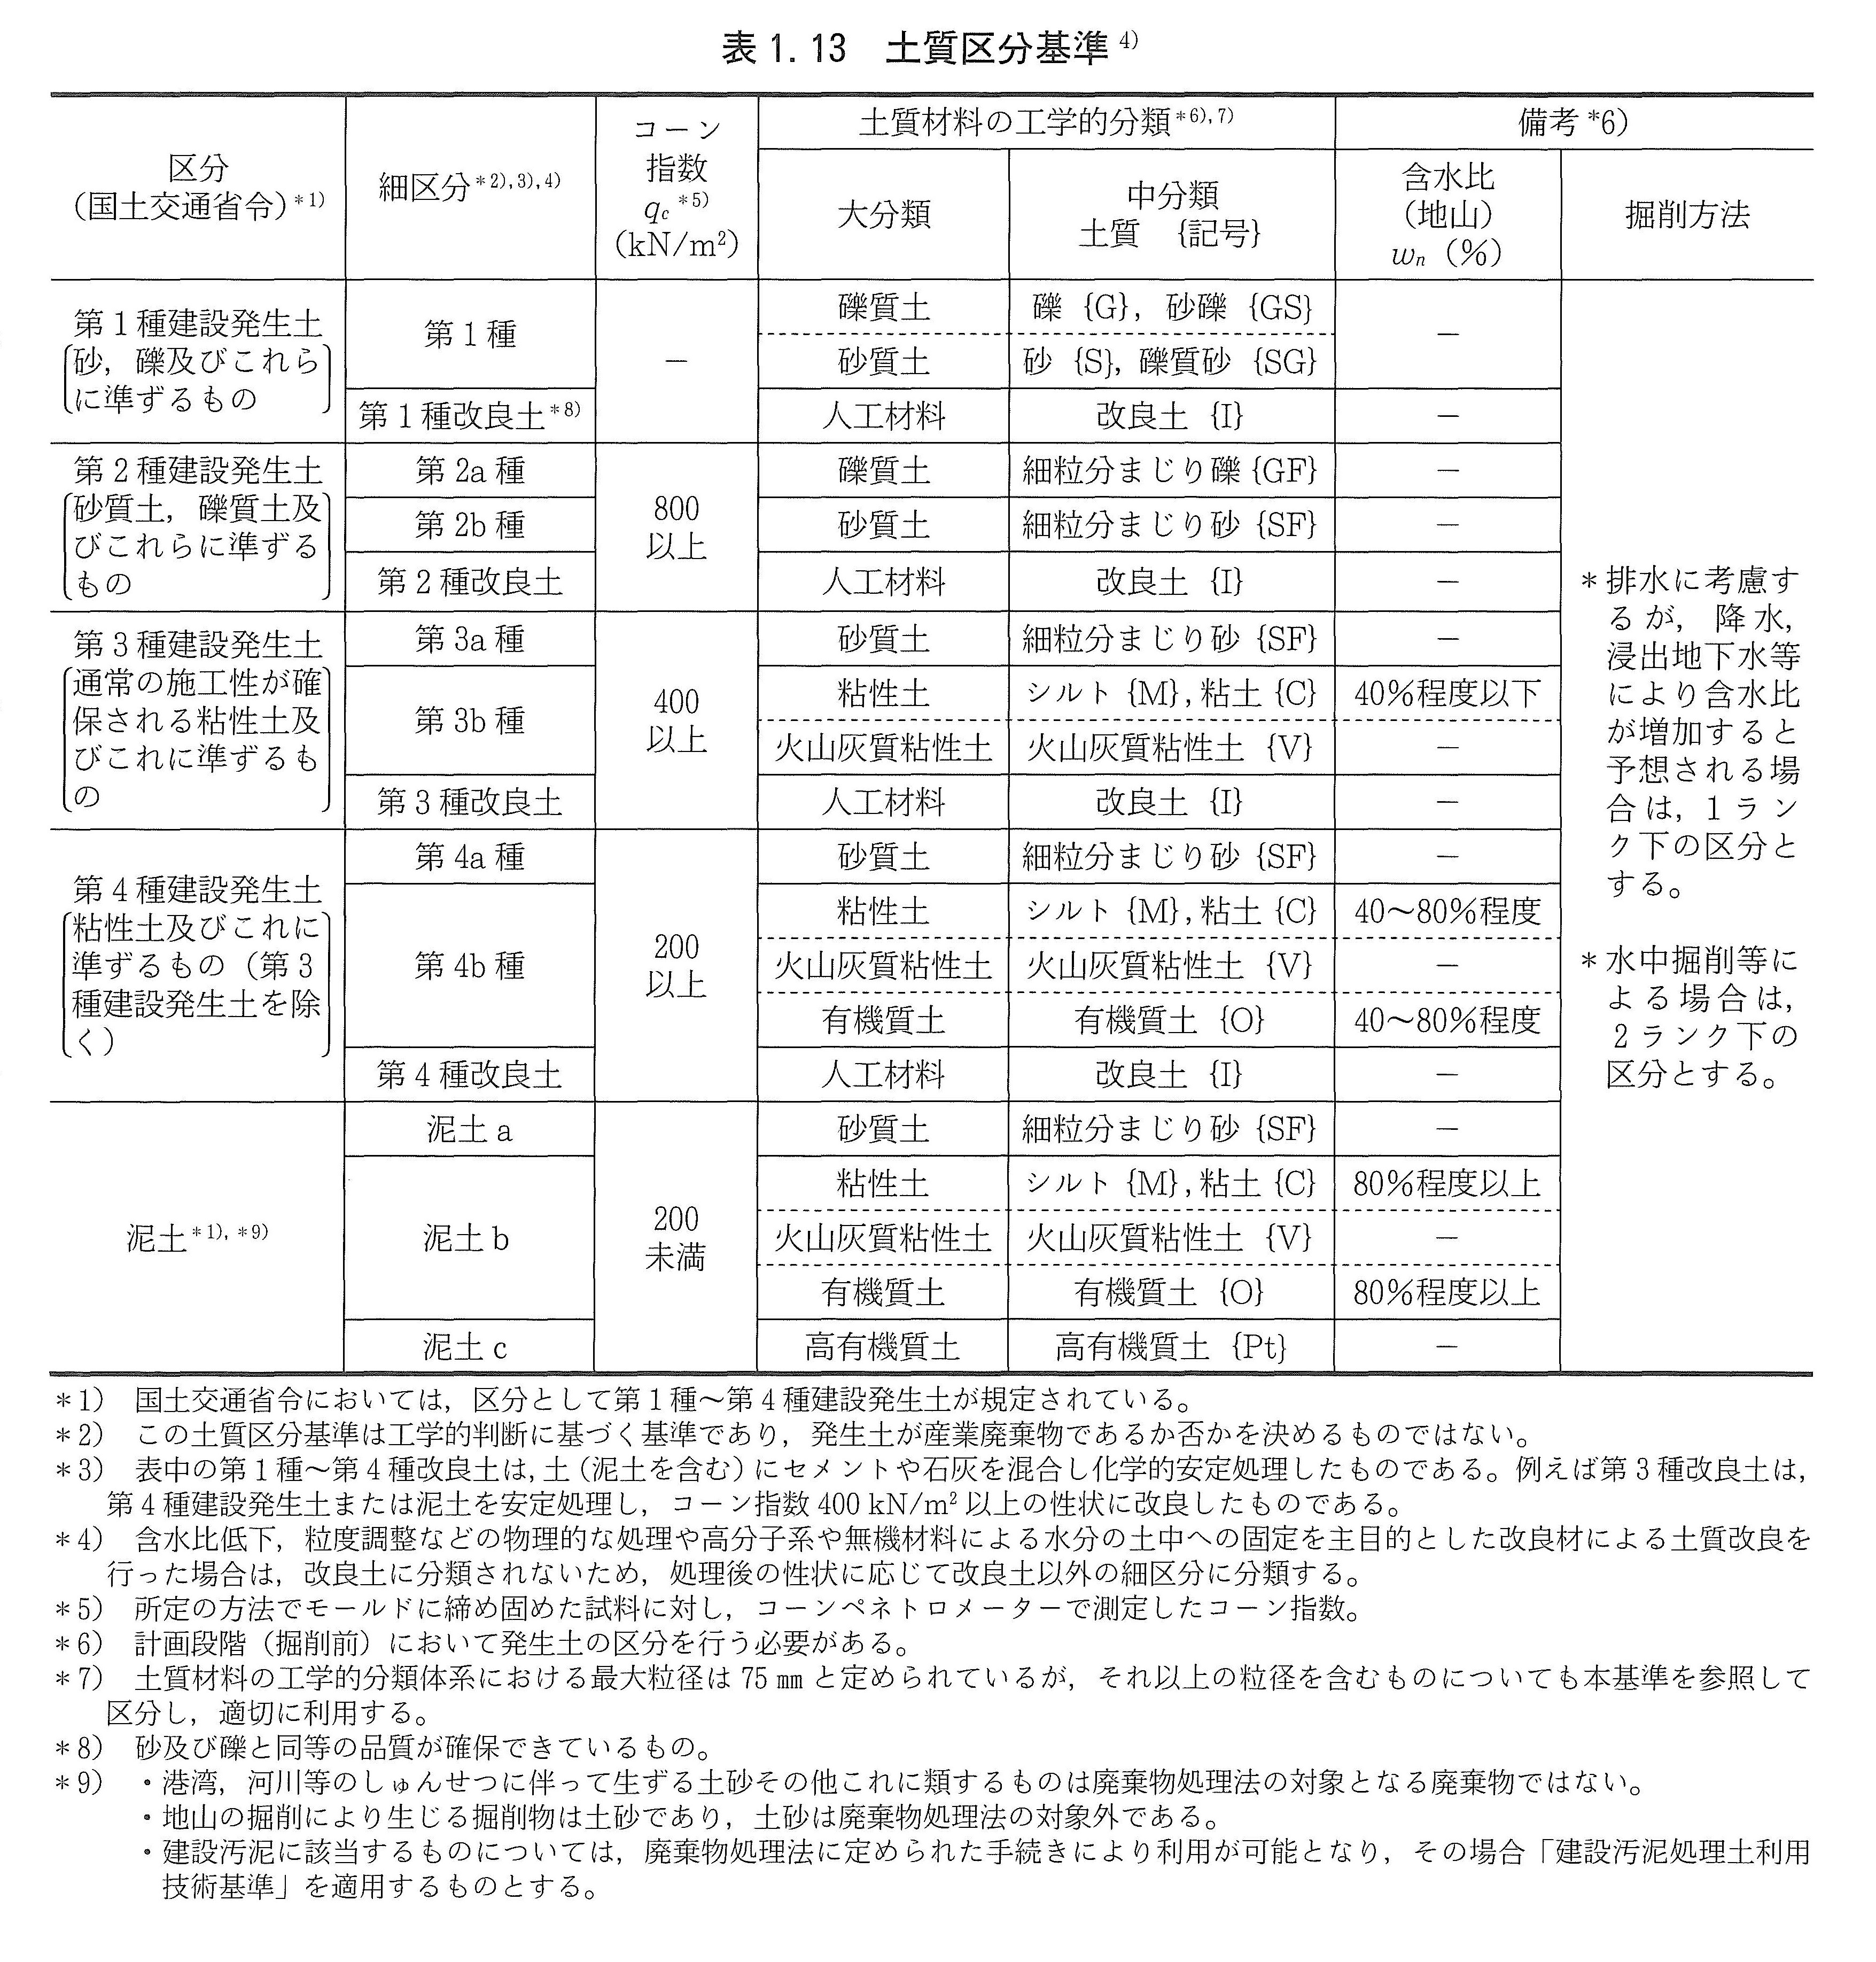 表 1. 13　土質区分基準 4)
区分
（国土交通省令）*1)
細区分*2), 3), 4)
コーン
指数
qc *5)
(kN/m²)
土質材料の工学的分類*6), 7)
備考*6)
大分類
中分類
土質　{記号}
含水比
（地山）
wn（％）
掘削方法
第1種建設発生土
砂，礫及びこれら
に準ずるもの
第1種
－
礫質土
礫 {G}，砂礫 {GS}
－
砂質土
砂 {S}，礫質砂 {SG}
第1種改良土*8)
人工材料
改良土 {I}
－
第2種建設発生土
砂質土，礫質土及
びこれらに準ずる
もの
第2a種
800
以上
礫質土
細粒分まじり礫 {GF}
－
第2b種
砂質土
細粒分まじり砂 {SF}
－
第2種改良土
人工材料
改良土 {I}
－
第3種建設発生土
通常の施工性が確
保される粘性土及
びこれに準ずるも
の
第3a種
400
以上
砂質土
細粒分まじり砂 {SF}
－
第3b種
粘性土
シルト {M}，粘土 {C}
40％程度以下
火山灰質粘性土
火山灰質粘性土 {V}
－
第3種改良土
人工材料
改良土 {I}
－
第4種建設発生土
粘性土及びこれに
準ずるもの（第3
種建設発生土を除
く）
第4a種
200
以上
砂質土
細粒分まじり砂 {SF}
－
第4b種
粘性土
シルト {M}，粘土 {C}
40～80％程度
火山灰質粘性土
火山灰質粘性土 {V}
－
有機質土
有機質土 {O}
40～80％程度
第4種改良土
人工材料
改良土 {I}
－
泥土*1), *9)
泥土a
200
未満
砂質土
細粒分まじり砂 {SF}
－
泥土b
粘性土
シルト {M}，粘土 {C}
80％程度以上
火山灰質粘性土
火山灰質粘性土 {V}
－
有機質土
有機質土 {O}
80％程度以上
泥土c
高有機質土
高有機質土 {Pt}
－
＊排水に考慮す
るが，降水，
浸出地下水等
により含水比
が増加すると
予想される場
合は，1ラン
ク下の区分と
する。
＊水中掘削等に
よる場合は，
2ランク下の
区分とする。
＊1）　国土交通省令においては，区分として第1種～第4種建設発生土が規定されている。
＊2）　この土質区分基準は工学的判断に基づく基準であり，発生土が産業廃棄物であるか否かを決めるものではない。
＊3）　表中の第1種～第4種改良土は，土（泥土を含む）にセメントや石灰を混合し化学的安定処理したものである。例えば第3種改良土は，
第4種建設発生土または泥土を安定処理し，コーン指数400 kN/m²以上の性状に改良したものである。
＊4）　含水比低下，粒度調整などの物理的な処理や高分子系や無機材料による水分の土中への固定を主目的とした改良材による土質改良を
行った場合は，改良土に分類されないため，処理後の性状に応じて改良土以外の細区分に分類する。
＊5）　所定の方法でモールドに締め固めた試料に対し，コーンペネトロメーターで測定したコーン指数。
＊6）　計画段階（掘削前）において発生土の区分を行う必要がある。
＊7）　土質材料の工学的分類体系における最大粒径は75㎜と定められているが，それ以上の粒径を含むものについても本基準を参照して
区分し，適切に利用する。
＊8）　砂及び礫と同等の品質が確保できているもの。
＊9）　・港湾，河川等のしゅんせつに伴って生ずる土砂その他これに類するものは廃棄物処理法の対象となる廃棄物ではない。
・地山の掘削により生じる掘削物は土砂であり，土砂は廃棄物処理法の対象外である。
・建設汚泥に該当するものについては，廃棄物処理法に定められた手続きにより利用が可能となり，その場合「建設汚泥処理土利用
技術基準」を適用するものとする。